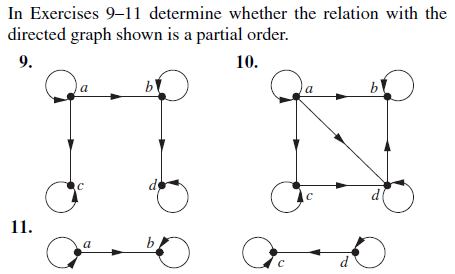 In Exercises 9–11 determine whether the relation with the
directed graph shown is a partial order.
9. 10.
a b a b
c d c d
11.
a b c d